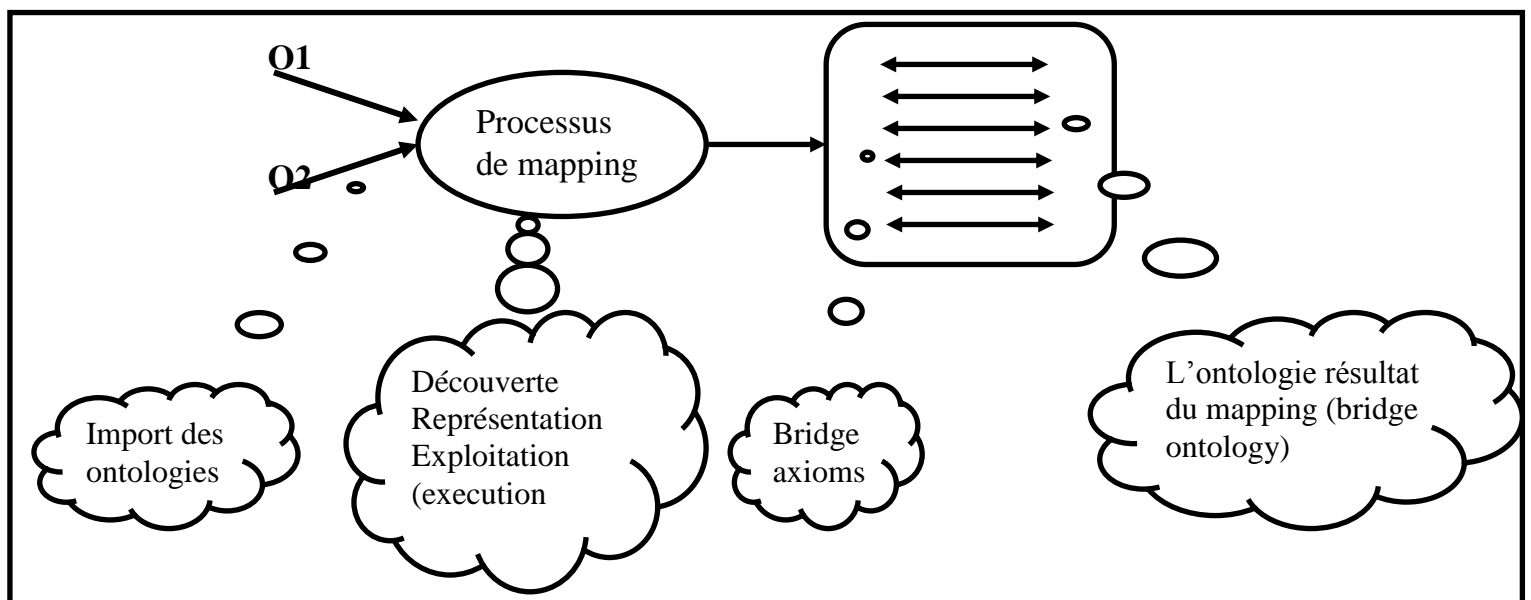 O1
Processus
de mapping
O2
Import des
ontologies
Découverte
Représentation
Exploitation
(execution
Bridge
axioms
L'ontologie résultat
du mapping (bridge
ontology)